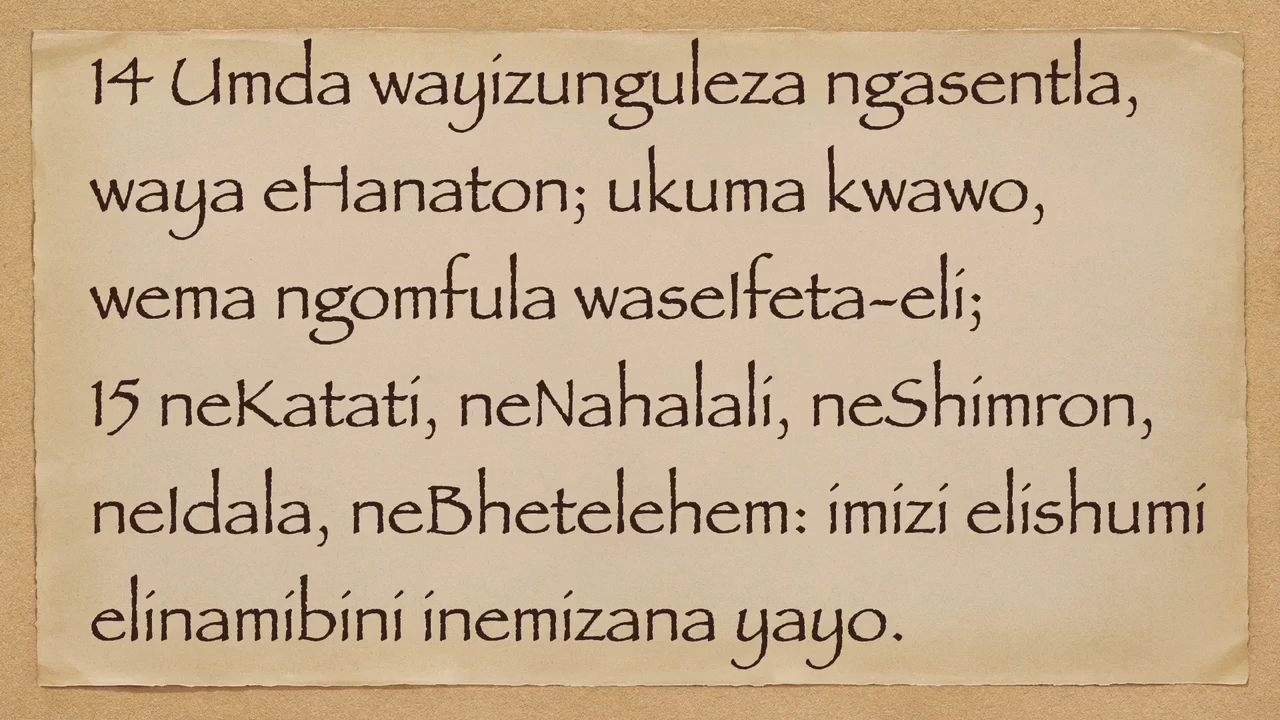 14 Umda wayizunguleza ngasentla,
waya eHanaton; ukuma kwawo,
wema ngomfula waseIfeta-eli;
15 neKatati, neNahalali, neShimron,
neIdala, neBhetelehem: imizi elishumi
elinamibini inemizana yayo.